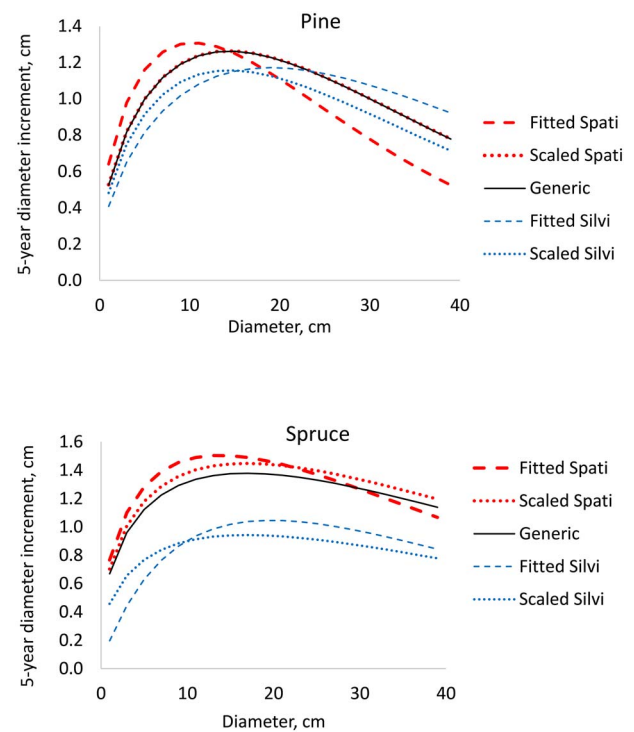 Pine
5-year diameter increment, cm
1.4
1.2
1.0
0.8
0.6
0.4
0.2
0.0
0 10 20 30 40
Diameter, cm
Fitted Spati
Scaled Spati
Generic
Fitted Silvi
Scaled Silvi
Spruce
5-year diameter increment, cm
1.6
1.4
1.2
1.0
0.8
0.6
0.4
0.2
0.0
0 10 20 30 40
Diameter, cm
Fitted Spati
Scaled Spati
Generic
Fitted Silvi
Scaled Silvi